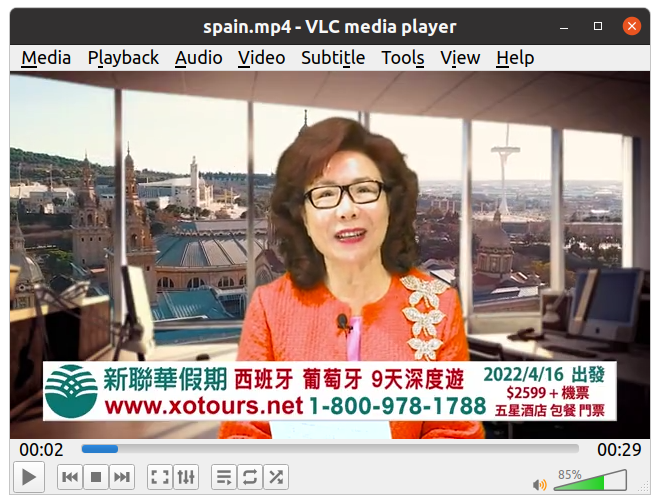 spain.mp4 - VLC media player
Media Playback Audio Video Subtitle Tools View Help
新聯華假期 西班牙 葡萄牙 9天深度遊 2022/4/16 出發
$2599 + 機票
www.xotours.net 1-800-978-1788 五星酒店 包餐 門票
00:02 00:29
85%